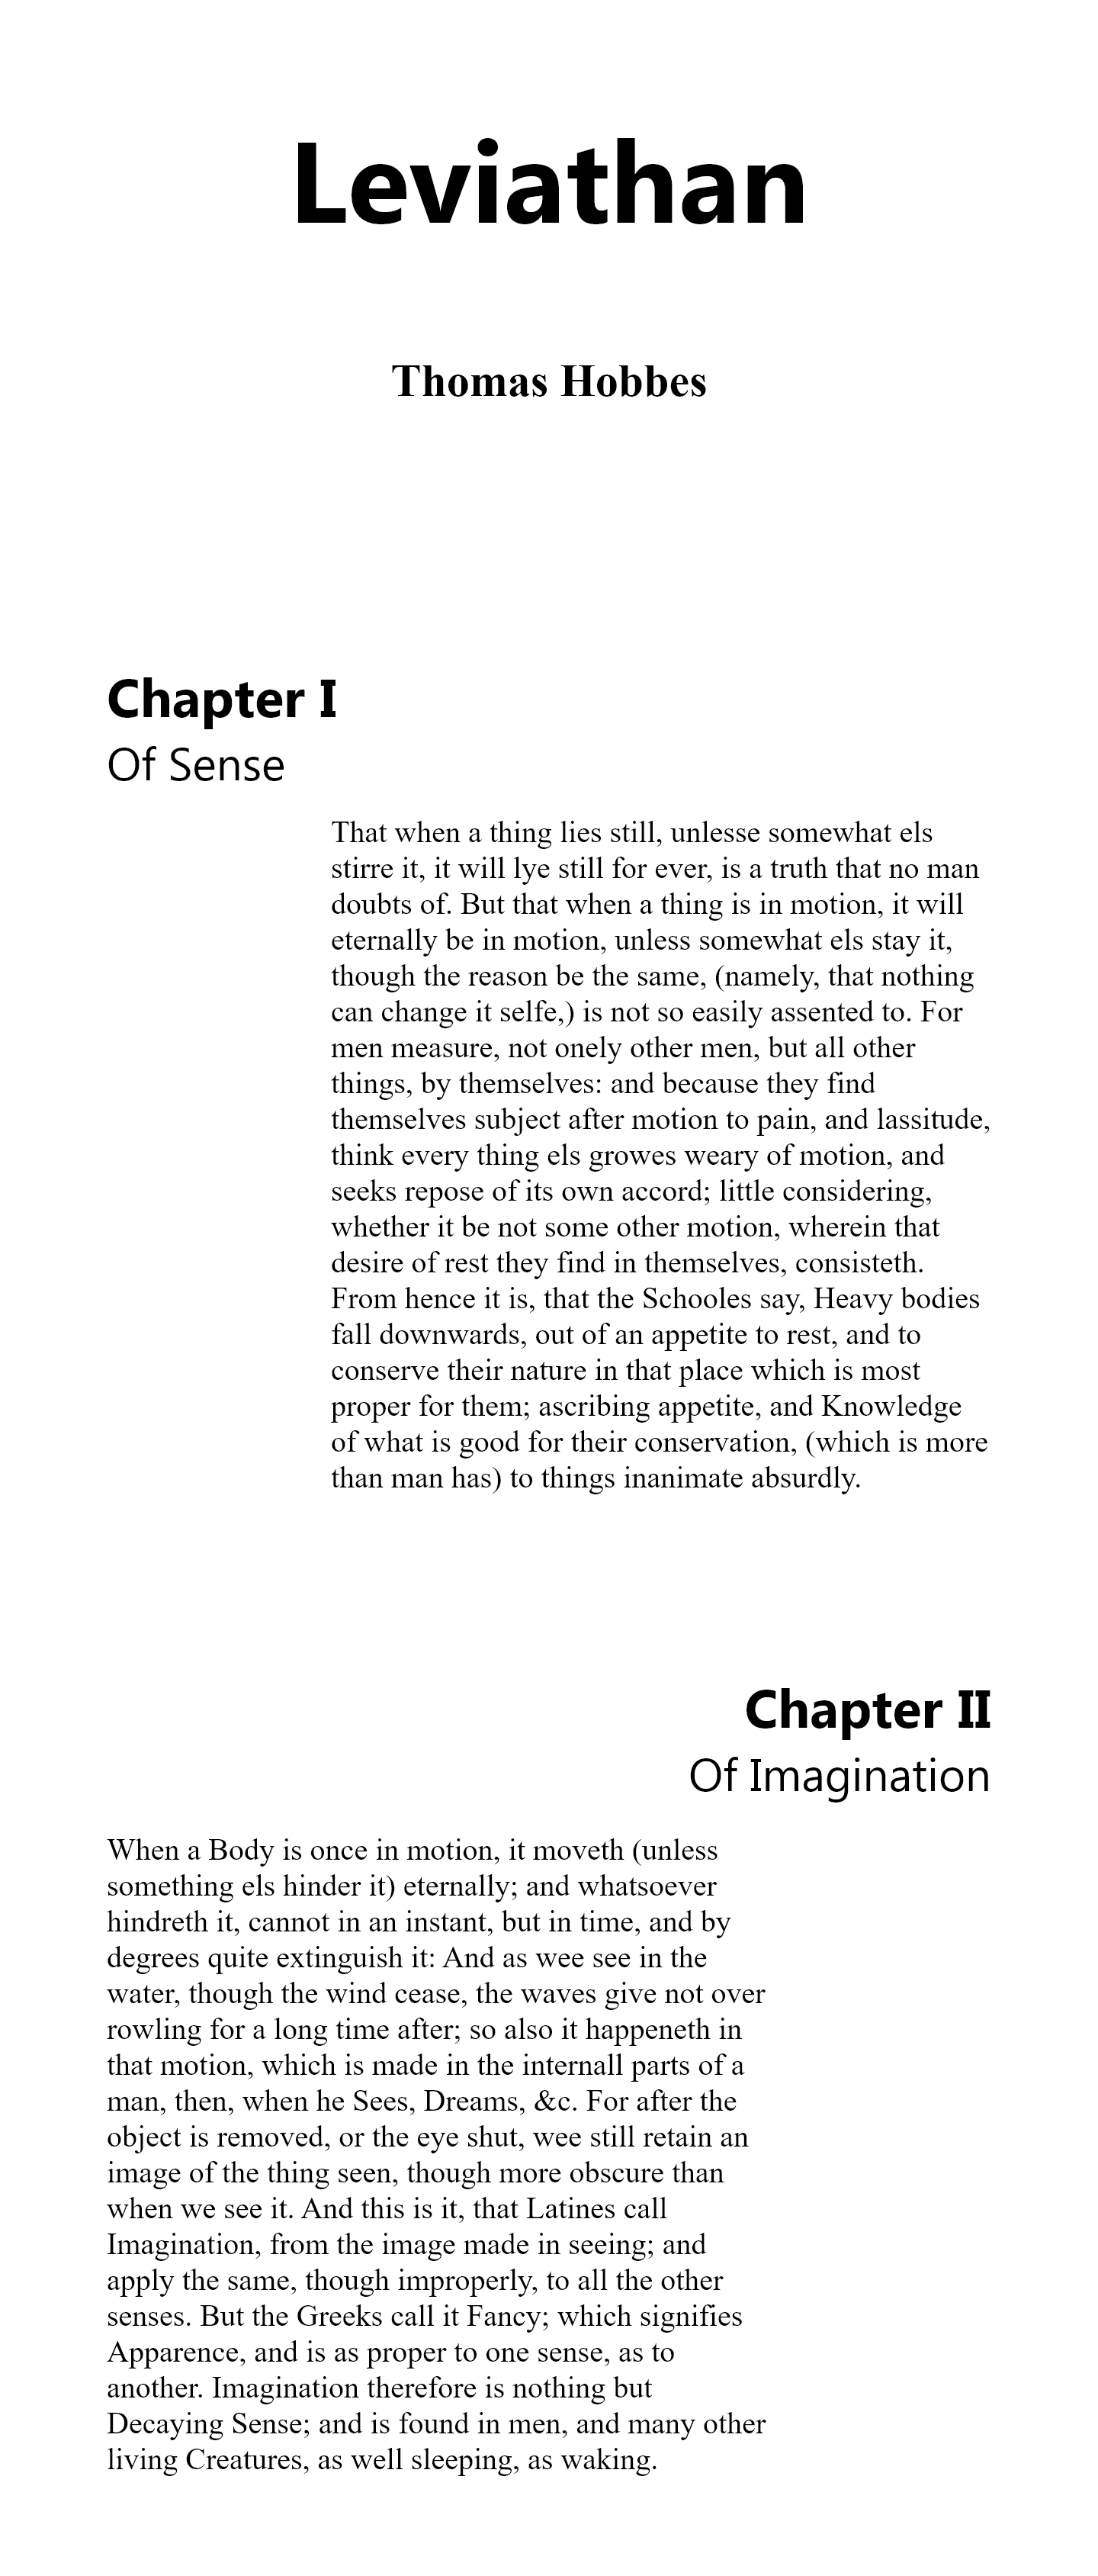 Leviathan
Thomas Hobbes
Chapter I
Of Sense
That when a thing lies still, unlesse somewhat els
stirre it, it will lye still for ever, is a truth that no man
doubts of. But that when a thing is in motion, it will
eternally be in motion, unless somewhat els stay it,
though the reason be the same, (namely, that nothing
can change it selfe,) is not so easily assented to. For
men measure, not onely other men, but all other
things, by themselves: and because they find
themselves subject after motion to pain, and lassitude,
think every thing els growes weary of motion, and
seeks repose of its own accord; little considering,
whether it be not some other motion, wherein that
desire of rest they find in themselves, consisteth.
From hence it is, that the Schooles say, Heavy bodies
fall downwards, out of an appetite to rest, and to
conserve their nature in that place which is most
proper for them; ascribing appetite, and Knowledge
of what is good for their conservation, (which is more
than man has) to things inanimate absurdly.
Chapter II
Of Imagination
When a Body is once in motion, it moveth (unless
something els hinder it) eternally; and whatsoever
hindreth it, cannot in an instant, but in time, and by
degrees quite extinguish it: And as wee see in the
water, though the wind cease, the waves give not over
rowling for a long time after; so also it happeneth in
that motion, which is made in the internall parts of a
man, then, when he Sees, Dreams, &c. For after the
object is removed, or the eye shut, wee still retain an
image of the thing seen, though more obscure than
when we see it. And this is it, that Latines call
Imagination, from the image made in seeing; and
apply the same, though improperly, to all the other
senses. But the Greeks call it Fancy; which signifies
Apparence, and is as proper to one sense, as to
another. Imagination therefore is nothing but
Decaying Sense; and is found in men, and many other
living Creatures, as well sleeping, as waking.